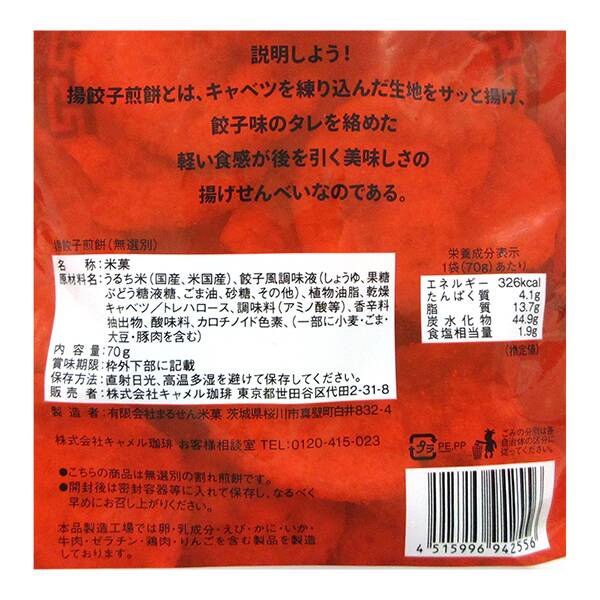 説明しよう!
揚餃子煎餅とは、キャベツを練り込んだ生地をサッと揚げ、
餃子味のタレを絡めた
軽い食感が後を引く美味しさの
揚げせんべいなのである。
揚餃子煎餅(無選別)
名　称:米菓
原材料名:うるち米(国産、米国産)、餃子風調味液(しょうゆ、果糖
ぶどう糖液糖、ごま油、砂糖、その他)、植物油脂、乾燥
キャベツ/トレハロース、調味料(アミノ酸等)、香辛料
抽出物、酸味料、カロチノイド色素、(一部に小麦・ごま・
大豆・豚肉を含む)
内 容 量:70g
賞味期限:枠外下部に記載
保存方法:直射日光、高温多湿を避けて保存してください。
販 売 者:株式会社キャメル珈琲 東京都世田谷区代田2-31-8
製 造 者:有限会社まるせん米菓 茨城県桜川市真壁町白井832-4
株式会社キャメル珈琲 お客様相談室 TEL:0120-415-023
●こちらの商品は無選別の割れ煎餅です。
●開封後は密封容器等に入れて保存し、なるべく
早めにお召し上がりください。
本品製造工場では卵・乳成分・えび・かに・いか・
牛肉・ゼラチン・鶏肉・りんごを含む製品を製造
しています。
栄養成分表示
1袋(70g)あたり
エネルギー 326kcal
たんぱく質 4.1g
脂質 13.7g
炭水化物 44.9g
食塩相当量 1.9g
(推定値)
プラ PE,PP
ごみの分別は各
自治体の区分に
従ってください。
4 515996 942556